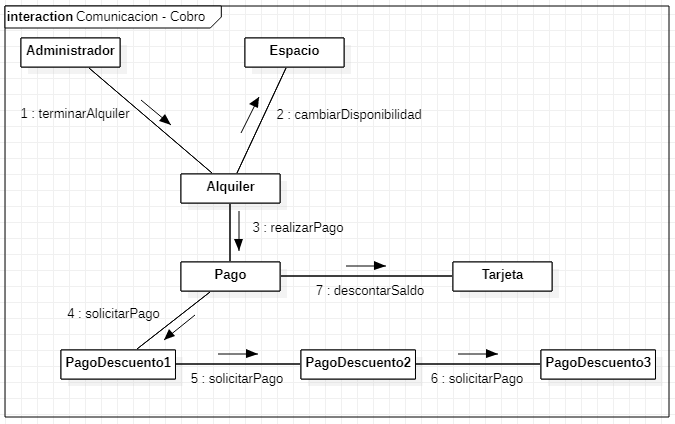 interaction Comunicacion - Cobro
Administrador
Espacio
1 : terminarAlquiler
2 : cambiarDisponibilidad
Alquiler
3 : realizarPago
Pago
Tarjeta
7 : descontarSaldo
4 : solicitarPago
PagoDescuento1
PagoDescuento2
PagoDescuento3
5 : solicitarPago
6 : solicitarPago